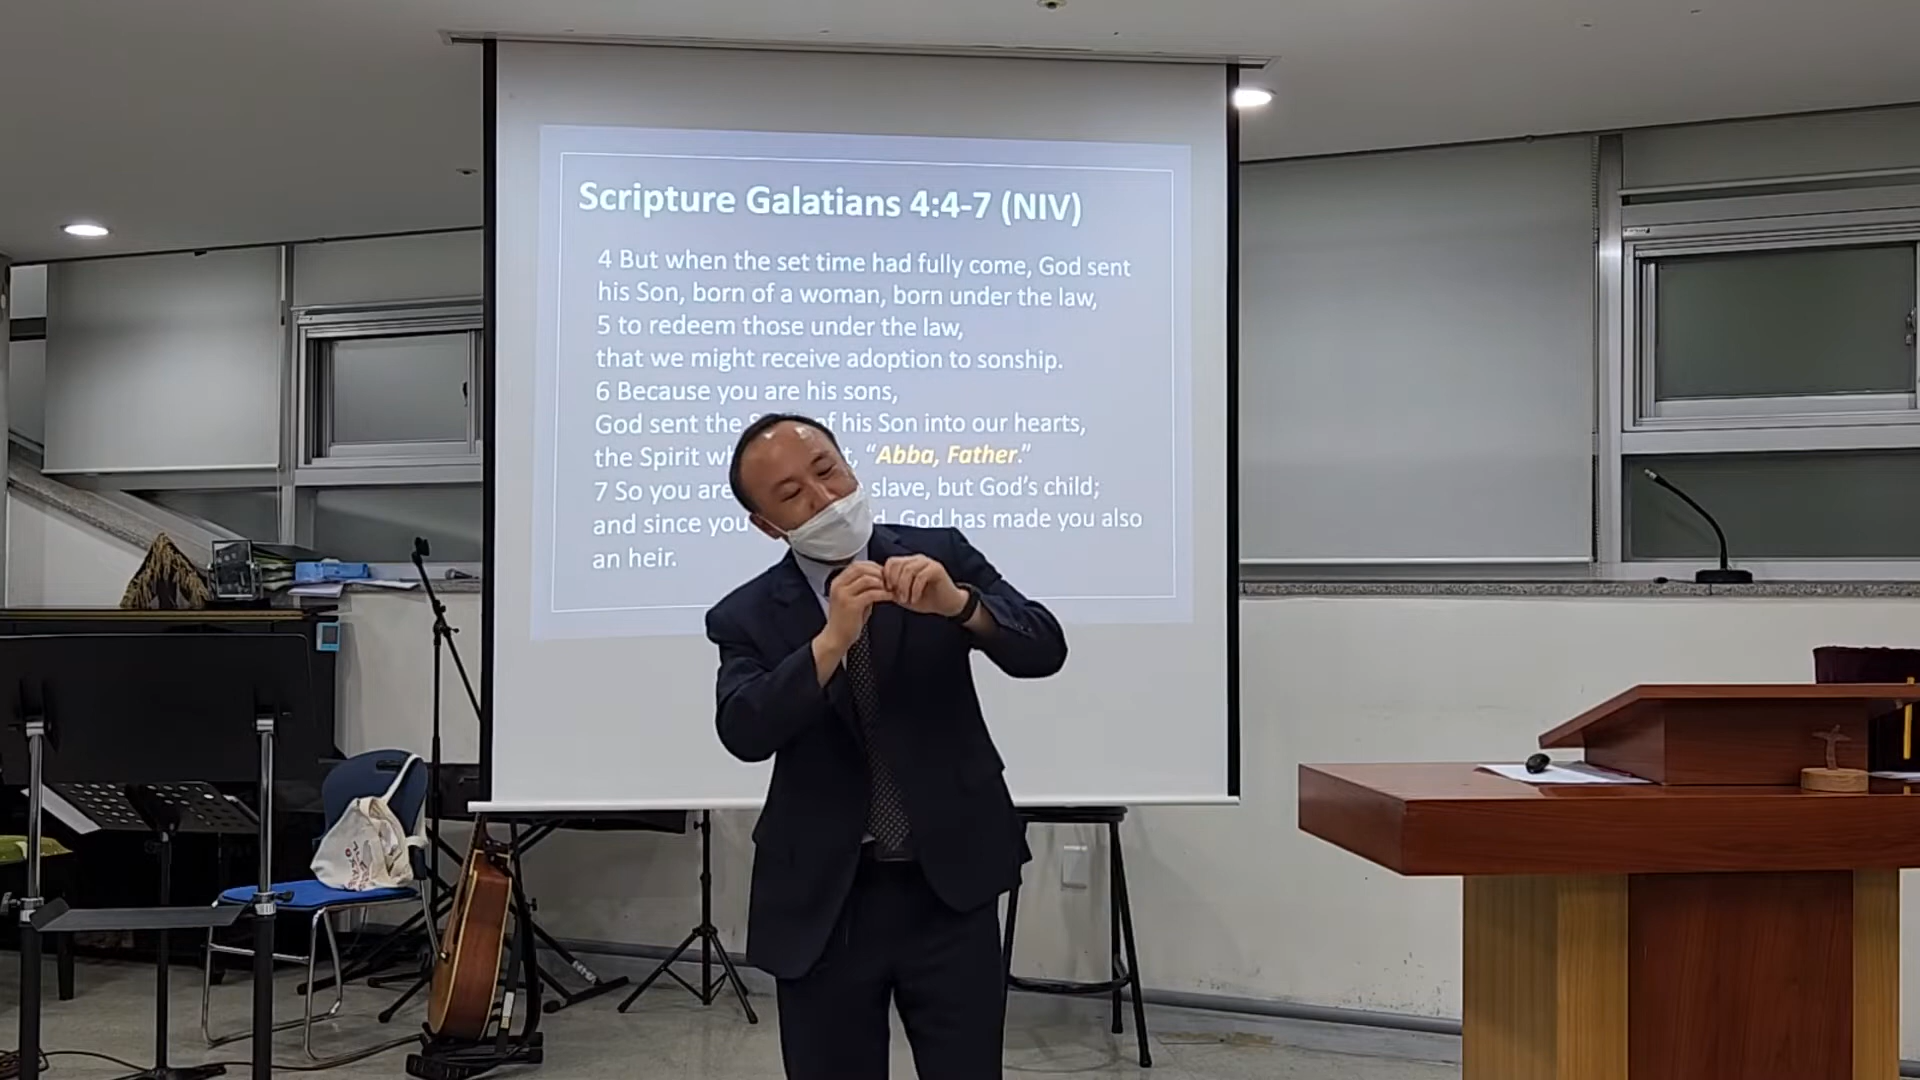 Scripture Galatians 4:4-7 (NIV)
4 But when the set time had fully come, God sent
his Son, born of a woman, born under the law,
5 to redeem those under the law,
that we might receive adoption to sonship.
6 Because you are his sons,
God sent the of his Son into our hearts,
the Spirit “Abba, Father.”
7 So you are slave, but God’s child;
and since you God has made you also
an heir.